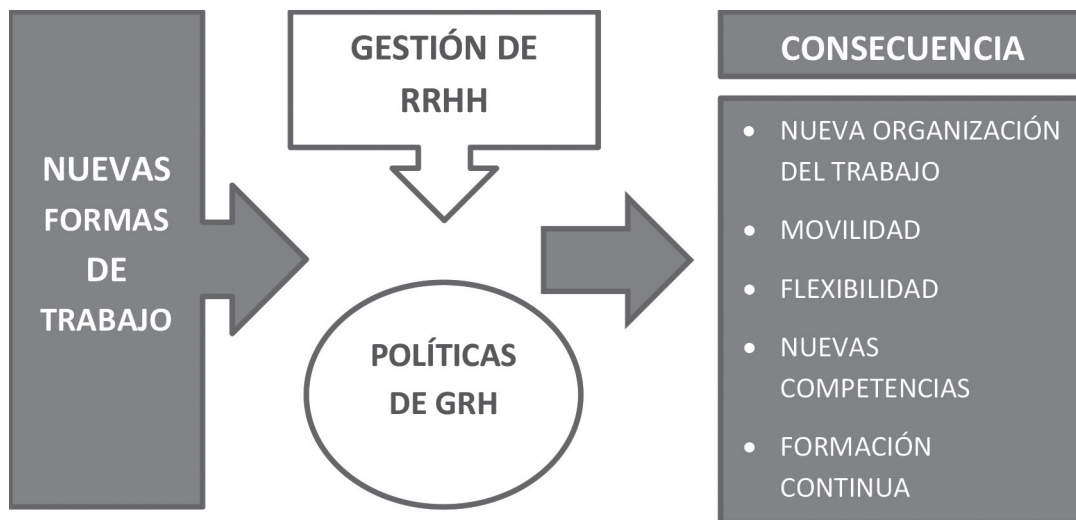 NUEVAS
FORMAS
DE
TRABAJO
GESTIÓN DE
RRHH
POLÍTICAS
DE GRH
CONSECUENCIA
• NUEVA ORGANIZACIÓN
DEL TRABAJO
• MOVILIDAD
• FLEXIBILIDAD
• NUEVAS
COMPETENCIAS
• FORMACIÓN
CONTINUA